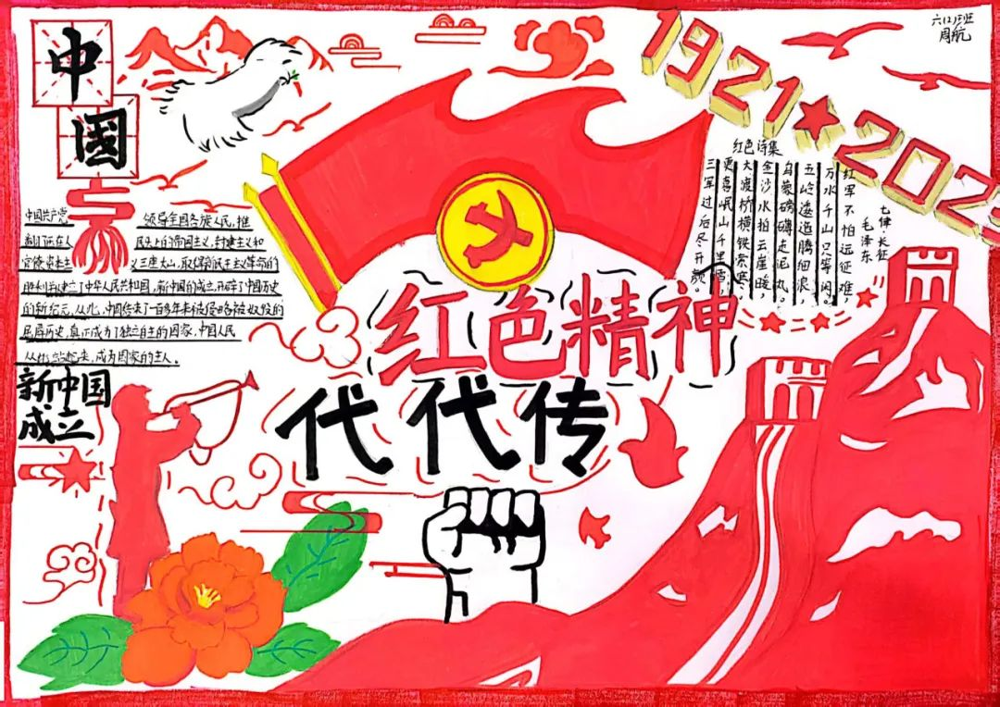 中国
1921★2023
六(2)班
周航
中国共产党 领导全国各族人民,推
翻了压在人 民头上的帝国主义,封建主义和
官僚资本主 义三座大山,取得新民主主义革命的
胜利,建立了中华人民共和国,新中国的成立,开辟了中国历史
的新纪元,从此,中国结束了一百多年来被侵略被奴役的
屈辱历史,真正成为了独立自主的国家,中国人民
从此站起来,成为国家的主人。
新中国
成立
红色诗集
七律·长征
毛泽东
红军不怕远征难,
万水千山只等闲。
五岭逶迤腾细浪,
乌蒙磅礴走泥丸。
金沙水拍云崖暖,
大渡桥横铁索寒。
更喜岷山千里雪,
三军过后尽开颜。
红色精神
代代传